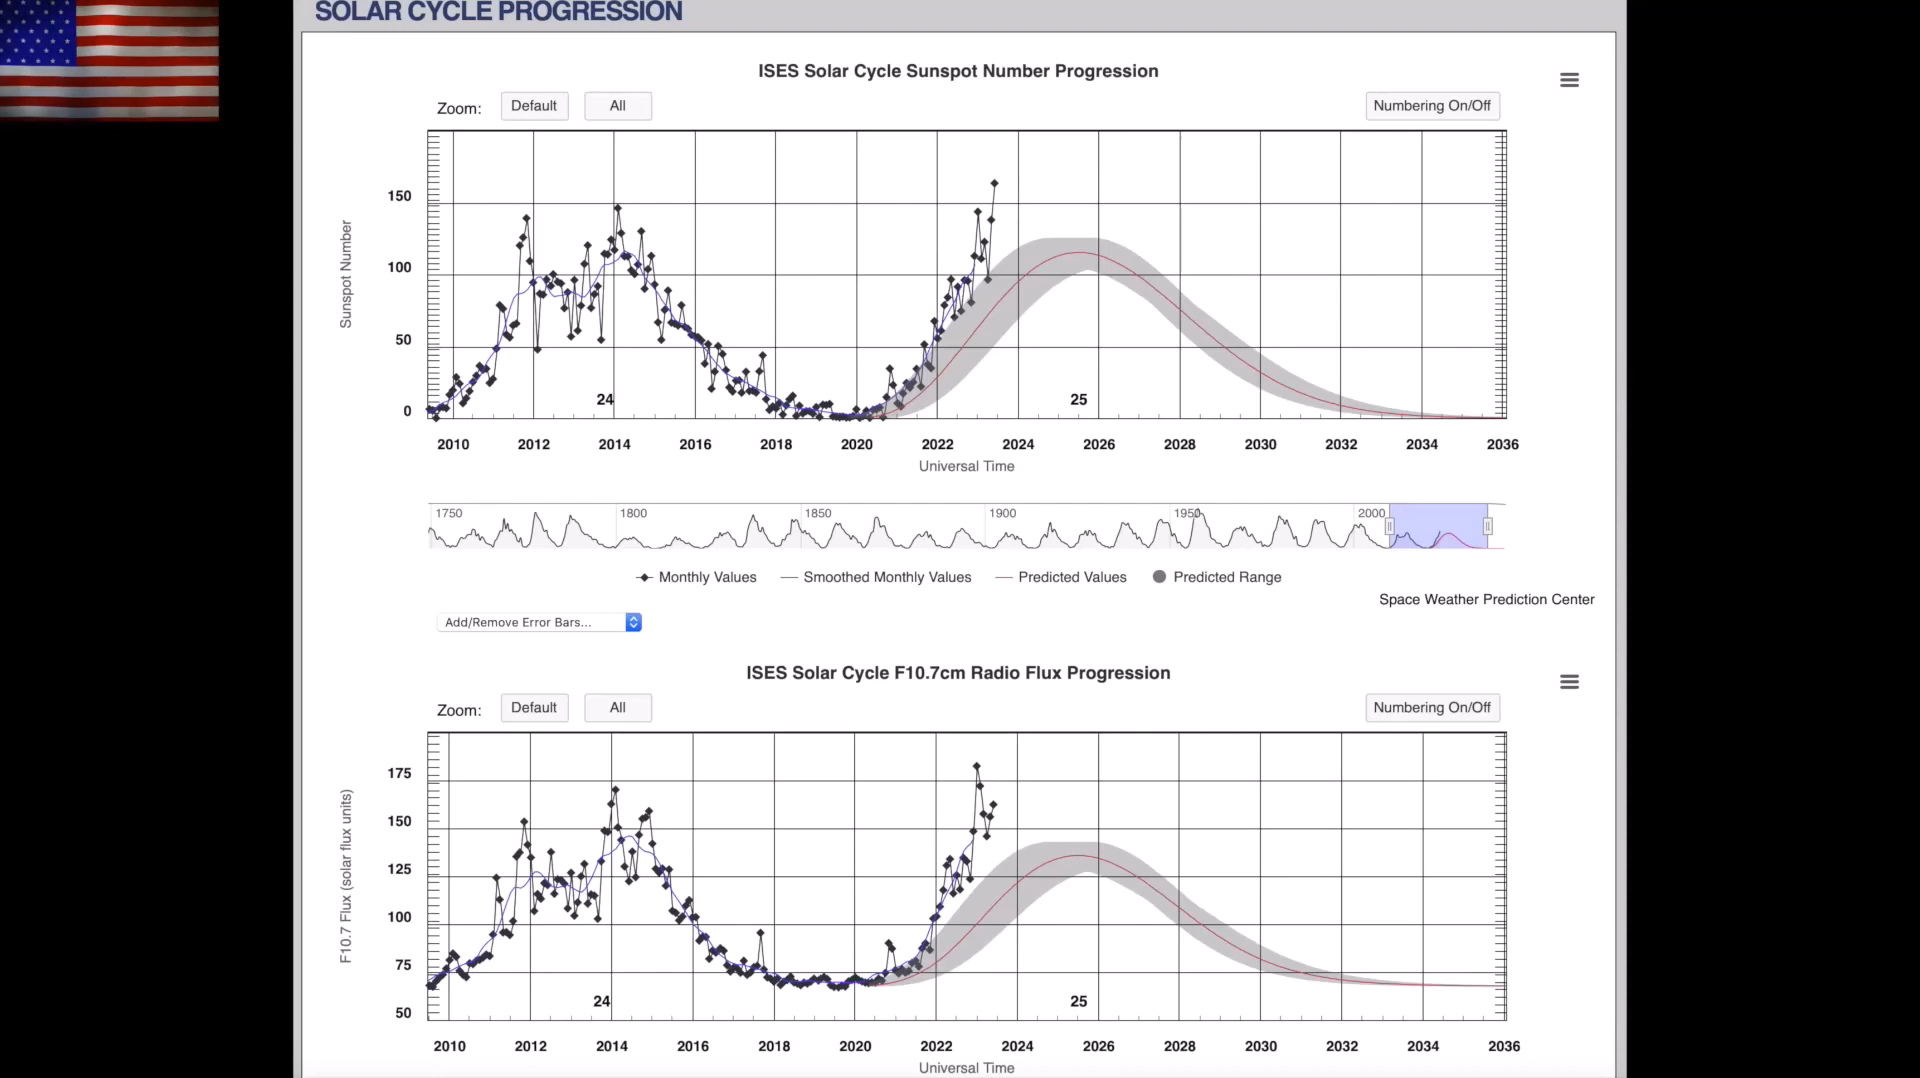 SOLAR CYCLE PROGRESSION
ISES Solar Cycle Sunspot Number Progression
Zoom: Default All Numbering On/Off
150
100
50
0
Sunspot Number
24 25
2010 2012 2014 2016 2018 2020 2022 2024 2026 2028 2030 2032 2034 2036
Universal Time
1750 1800 1850 1900 1950 2000
Monthly Values Smoothed Monthly Values Predicted Values Predicted Range
Space Weather Prediction Center
Add/Remove Error Bars...
ISES Solar Cycle F10.7cm Radio Flux Progression
Zoom: Default All Numbering On/Off
175
150
125
100
75
50
F10.7 Flux (solar flux units)
24 25
2010 2012 2014 2016 2018 2020 2022 2024 2026 2028 2030 2032 2034 2036
Universal Time